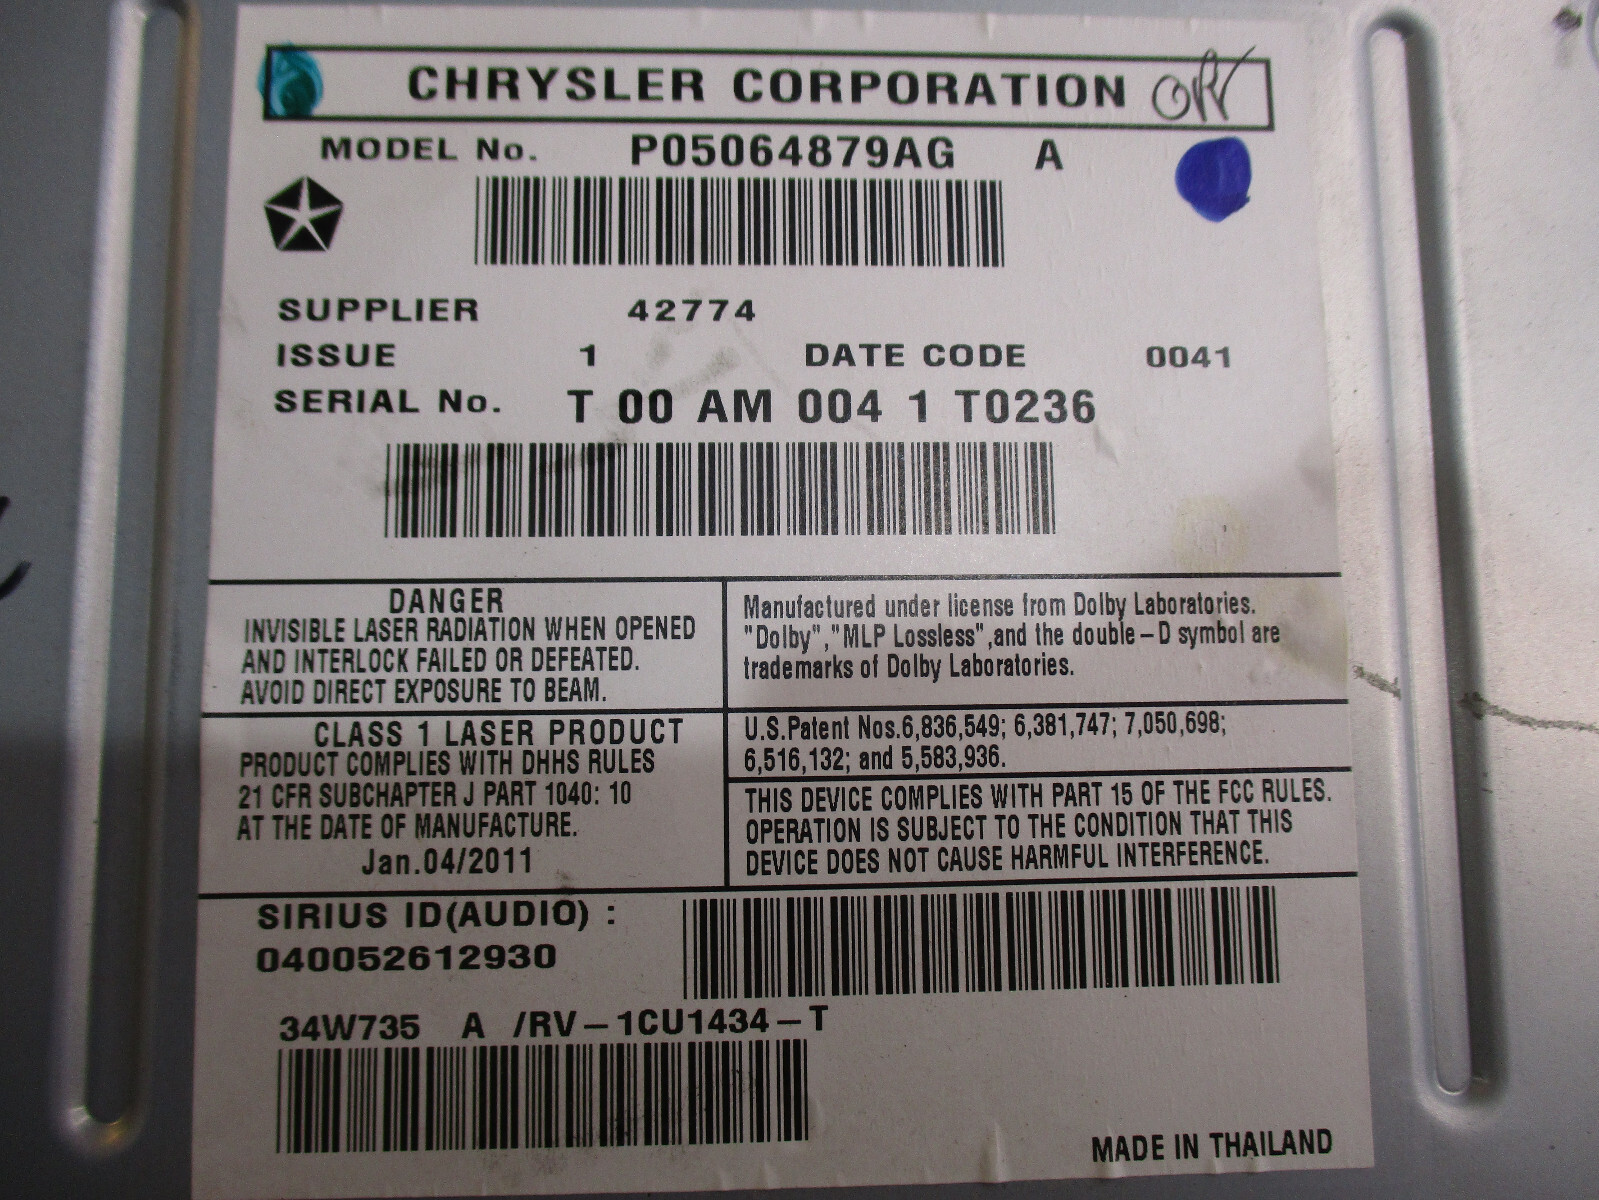 CHRYSLER CORPORATION
MODEL No. P05064879AG A
SUPPLIER 42774
ISSUE 1 DATE CODE 0041
SERIAL No. T 00 AM 004 1 T0236
DANGER
INVISIBLE LASER RADIATION WHEN OPENED
AND INTERLOCK FAILED OR DEFEATED.
AVOID DIRECT EXPOSURE TO BEAM.
Manufactured under license from Dolby Laboratories.
"Dolby","MLP Lossless",and the double-D symbol are
trademarks of Dolby Laboratories.
CLASS 1 LASER PRODUCT
PRODUCT COMPLIES WITH DHHS RULES
21 CFR SUBCHAPTER J PART 1040: 10
AT THE DATE OF MANUFACTURE.
Jan.04/2011
U.S.Patent Nos.6,836,549; 6,381,747; 7,050,698;
6,516,132; and 5,583,936.
THIS DEVICE COMPLIES WITH PART 15 OF THE FCC RULES.
OPERATION IS SUBJECT TO THE CONDITION THAT THIS
DEVICE DOES NOT CAUSE HARMFUL INTERFERENCE.
SIRIUS ID(AUDIO) :
040052612930
34W735 A /RV-1CU1434-T
MADE IN THAILAND